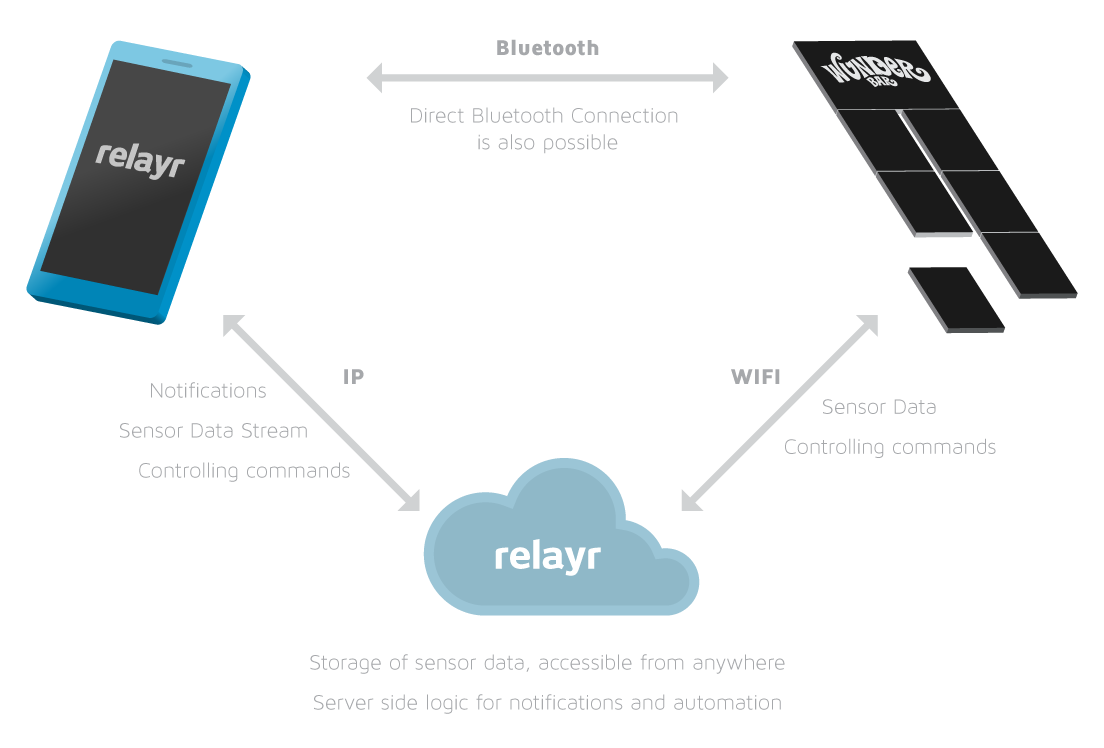 Bluetooth
Direct Bluetooth Connection
is also possible
relayr
WUNDER
BAR
IP
Notifications
Sensor Data Stream
Controlling commands
WIFI
Sensor Data
Controlling commands
relayr
Storage of sensor data, accessible from anywhere
Server side logic for notifications and automation